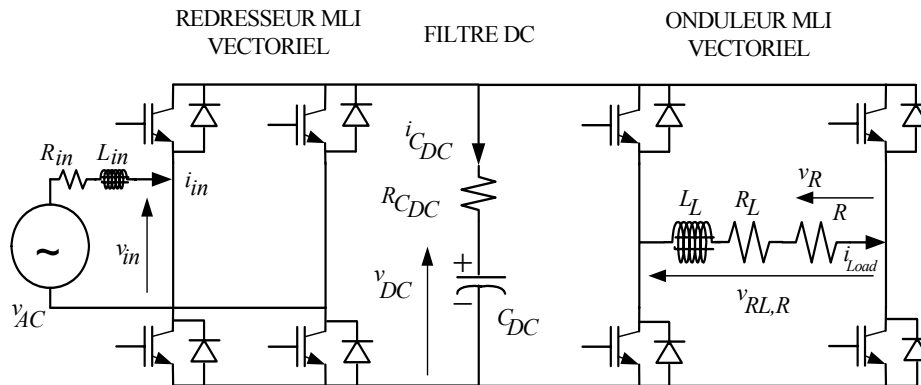 REDRESSEUR MLI
VECTORIEL
FILTRE DC
ONDULEUR MLI
VECTORIEL
R_in
L_in
i_in
v_in
v_AC
~
i_C_DC
R_C_DC
v_DC
+
−
C_DC
L_L
R_L
v_R
R
i_Load
v_RL,R